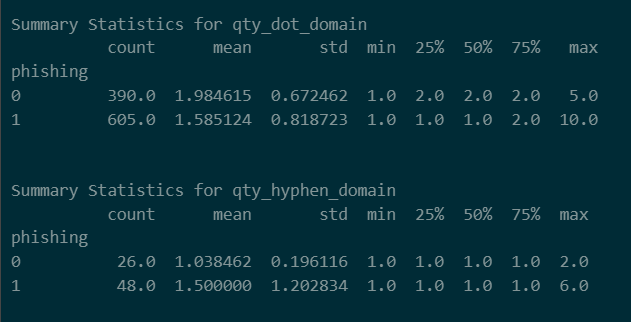 Summary Statistics for qty_dot_domain
count mean std min 25% 50% 75% max
phishing
0 390.0 1.984615 0.672462 1.0 2.0 2.0 2.0 5.0
1 605.0 1.585124 0.818723 1.0 1.0 1.0 2.0 10.0
Summary Statistics for qty_hyphen_domain
count mean std min 25% 50% 75% max
phishing
0 26.0 1.038462 0.196116 1.0 1.0 1.0 1.0 2.0
1 48.0 1.500000 1.202834 1.0 1.0 1.0 1.0 6.0